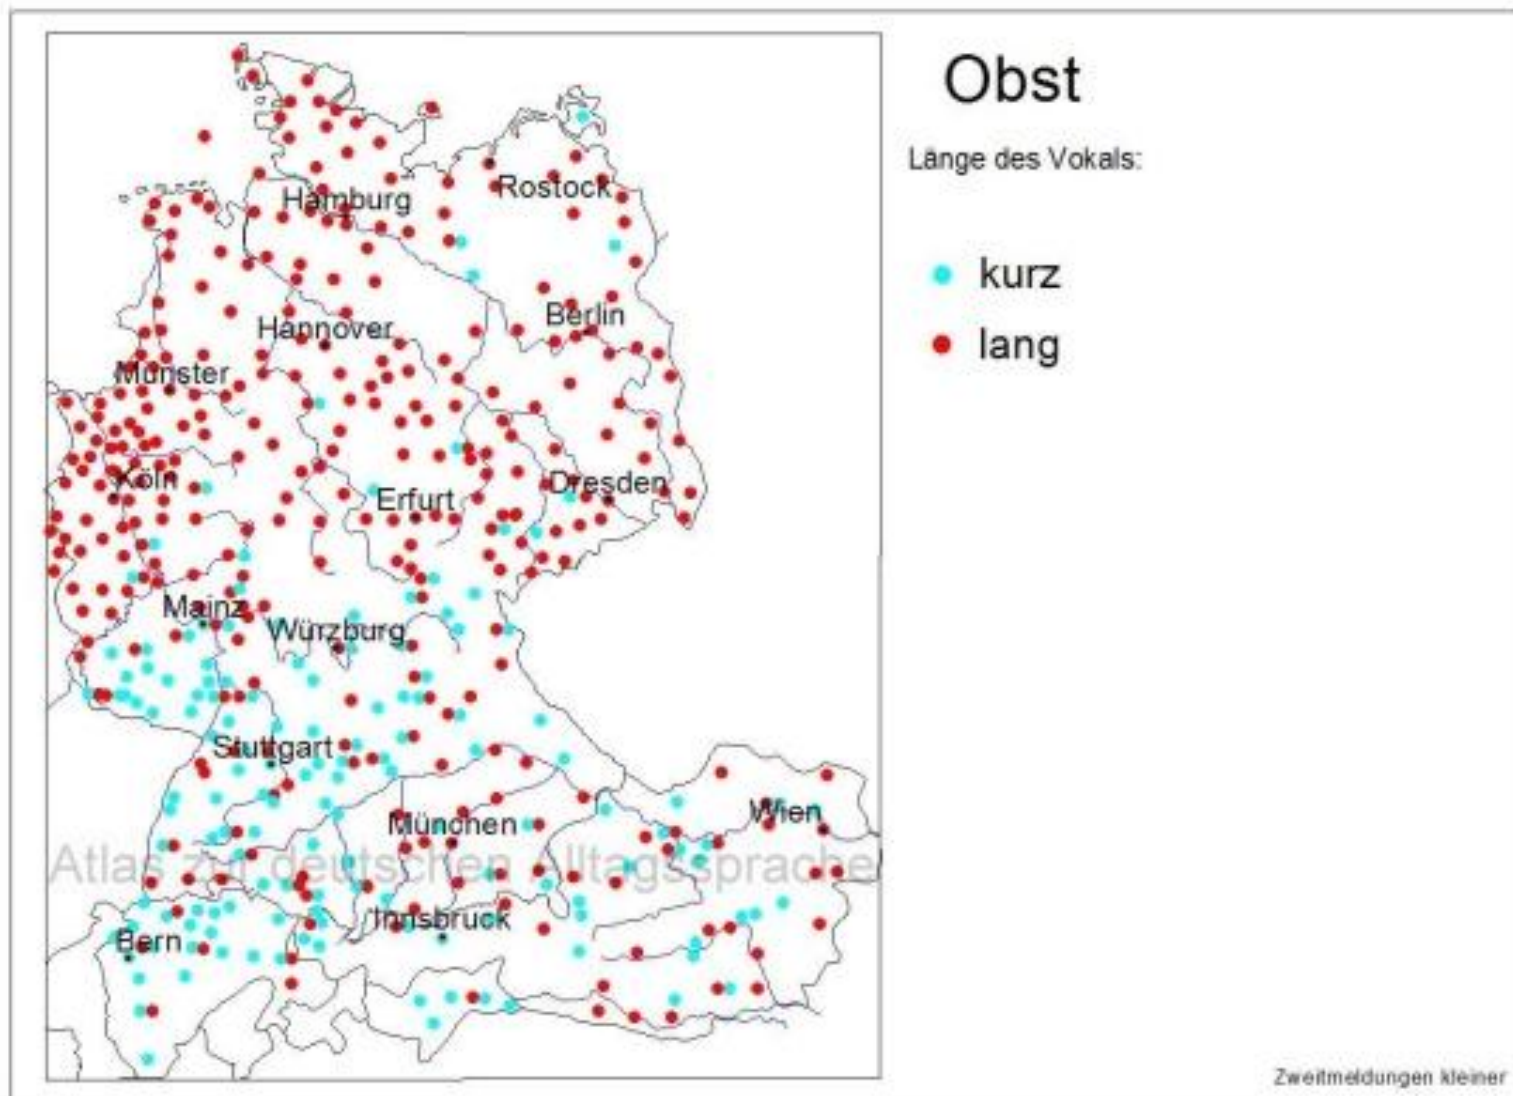 Obst
Länge des Vokals:
kurz
lang
Rostock
Hamburg
Berlin
Hannover
Münster
Köln
Erfurt
Dresden
Mainz
Würzburg
Stuttgart
München
Wien
Atlas zur deutschen Alltagssprache
Innsbruck
Bern
Zweitmeldungen kleiner